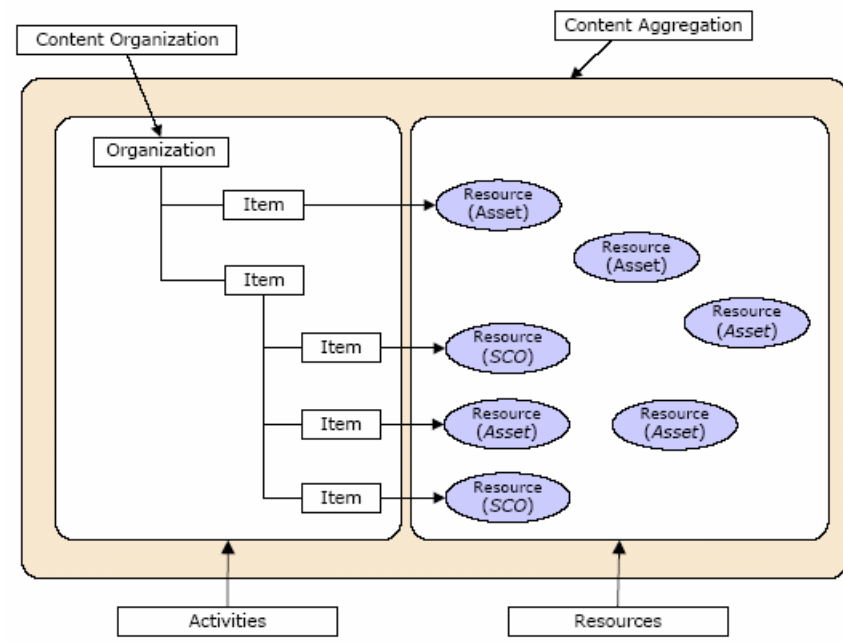 Content Organization
Content Aggregation
Organization
Item
Resource
(Asset)
Resource
(Asset)
Item
Resource
(Asset)
Item
Resource
(SCO)
Item
Resource
(Asset)
Resource
(Asset)
Item
Resource
(SCO)
Activities
Resources